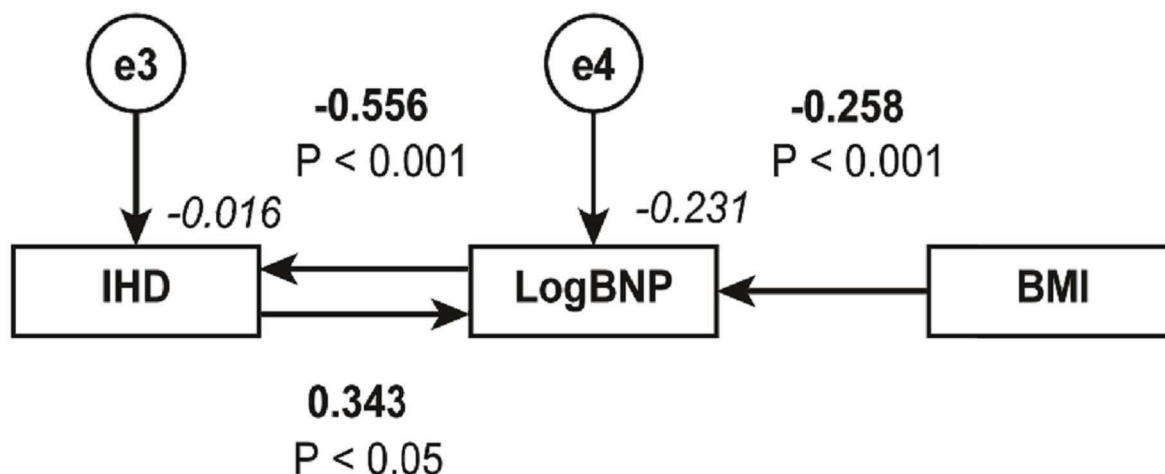 e3
e4
-0.556
P < 0.001
-0.258
P < 0.001
-0.016
-0.231
IHD
LogBNP
BMI
0.343
P < 0.05